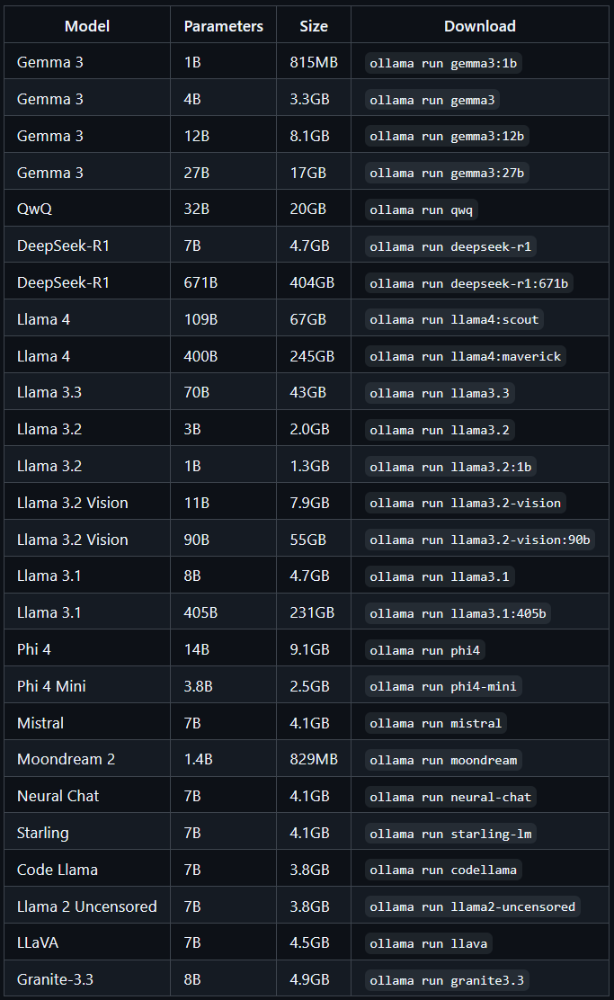 Model Parameters Size Download
Gemma 3 1B 815MB ollama run gemma3:1b
Gemma 3 4B 3.3GB ollama run gemma3
Gemma 3 12B 8.1GB ollama run gemma3:12b
Gemma 3 27B 17GB ollama run gemma3:27b
QwQ 32B 20GB ollama run qwq
DeepSeek-R1 7B 4.7GB ollama run deepseek-r1
DeepSeek-R1 671B 404GB ollama run deepseek-r1:671b
Llama 4 109B 67GB ollama run llama4:scout
Llama 4 400B 245GB ollama run llama4:maverick
Llama 3.3 70B 43GB ollama run llama3.3
Llama 3.2 3B 2.0GB ollama run llama3.2
Llama 3.2 1B 1.3GB ollama run llama3.2:1b
Llama 3.2 Vision 11B 7.9GB ollama run llama3.2-vision
Llama 3.2 Vision 90B 55GB ollama run llama3.2-vision:90b
Llama 3.1 8B 4.7GB ollama run llama3.1
Llama 3.1 405B 231GB ollama run llama3.1:405b
Phi 4 14B 9.1GB ollama run phi4
Phi 4 Mini 3.8B 2.5GB ollama run phi4-mini
Mistral 7B 4.1GB ollama run mistral
Moondream 2 1.4B 829MB ollama run moondream
Neural Chat 7B 4.1GB ollama run neural-chat
Starling 7B 4.1GB ollama run starling-lm
Code Llama 7B 3.8GB ollama run codellama
Llama 2 Uncensored 7B 3.8GB ollama run llama2-uncensored
LLaVA 7B 4.5GB ollama run llava
Granite-3.3 8B 4.9GB ollama run granite3.3